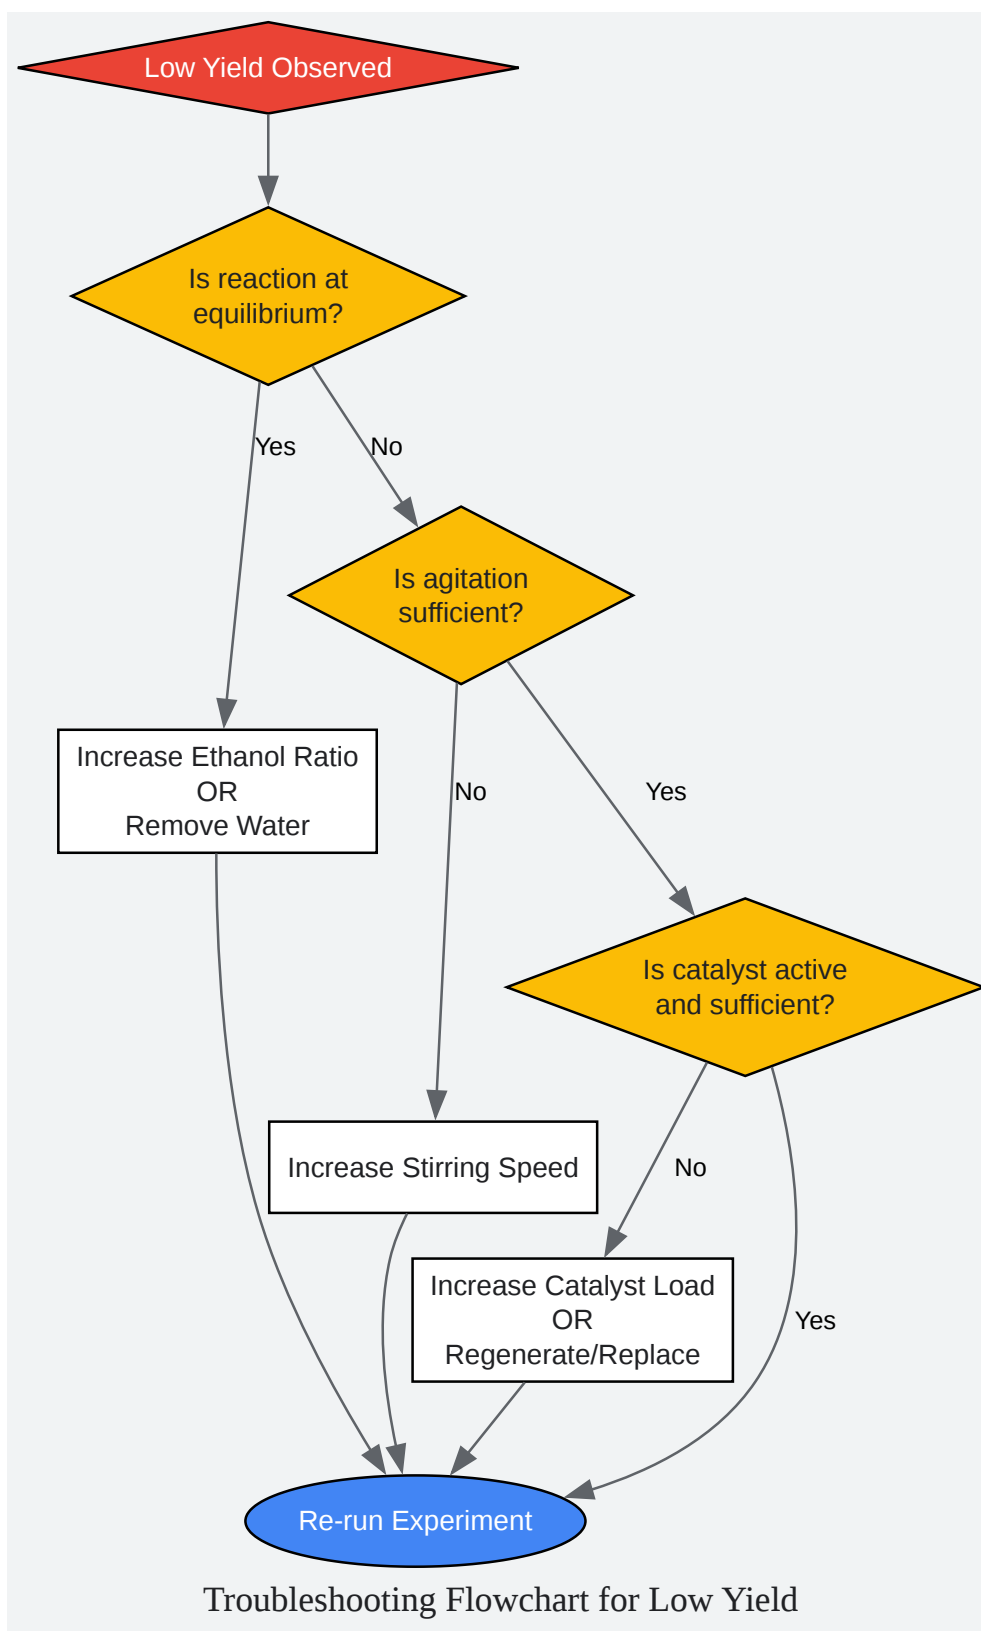 Low Yield Observed
Is reaction at
equilibrium?
Yes
No
Is agitation
sufficient?
Increase Ethanol Ratio
OR
Remove Water
No
Yes
Is catalyst active
and sufficient?
Increase Stirring Speed
No
Increase Catalyst Load
OR
Regenerate/Replace
Yes
Re-run Experiment
Troubleshooting Flowchart for Low Yield